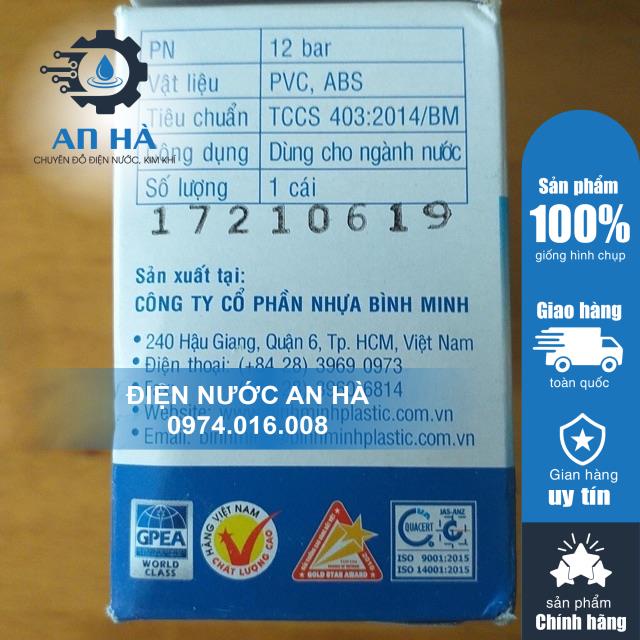 PN 12 bar
Vật liệu PVC, ABS
Tiêu chuẩn TCCS 403:2014/BM
Công dụng Dùng cho ngành nước
Số lượng 1 cái
17210619
Sản xuất tại:
CÔNG TY CỔ PHẦN NHỰA BÌNH MINH
• 240 Hậu Giang, Quận 6, Tp. HCM, Việt Nam
• Điện thoại: (+84 28) 3969 0973
6814
• Website:
• Email: binhminhplastic.com.vn
AN HÀ
CHUYÊN ĐỒ ĐIỆN NƯỚC, KIM KHÍ
ĐIỆN NƯỚC AN HÀ
0974.016.008
GPEA
WORLD
CLASS
HÀNG VIỆT NAM
CHẤT LƯỢNG CAO
GOLD STAR AWARD
QUACERT
JAS-ANZ
ISO 9001:2015
ISO 14001:2015
Sản phẩm
100%
giống hình chụp
Giao hàng
toàn quốc
Gian hàng
uy tín
sản phẩm
Chính hãng